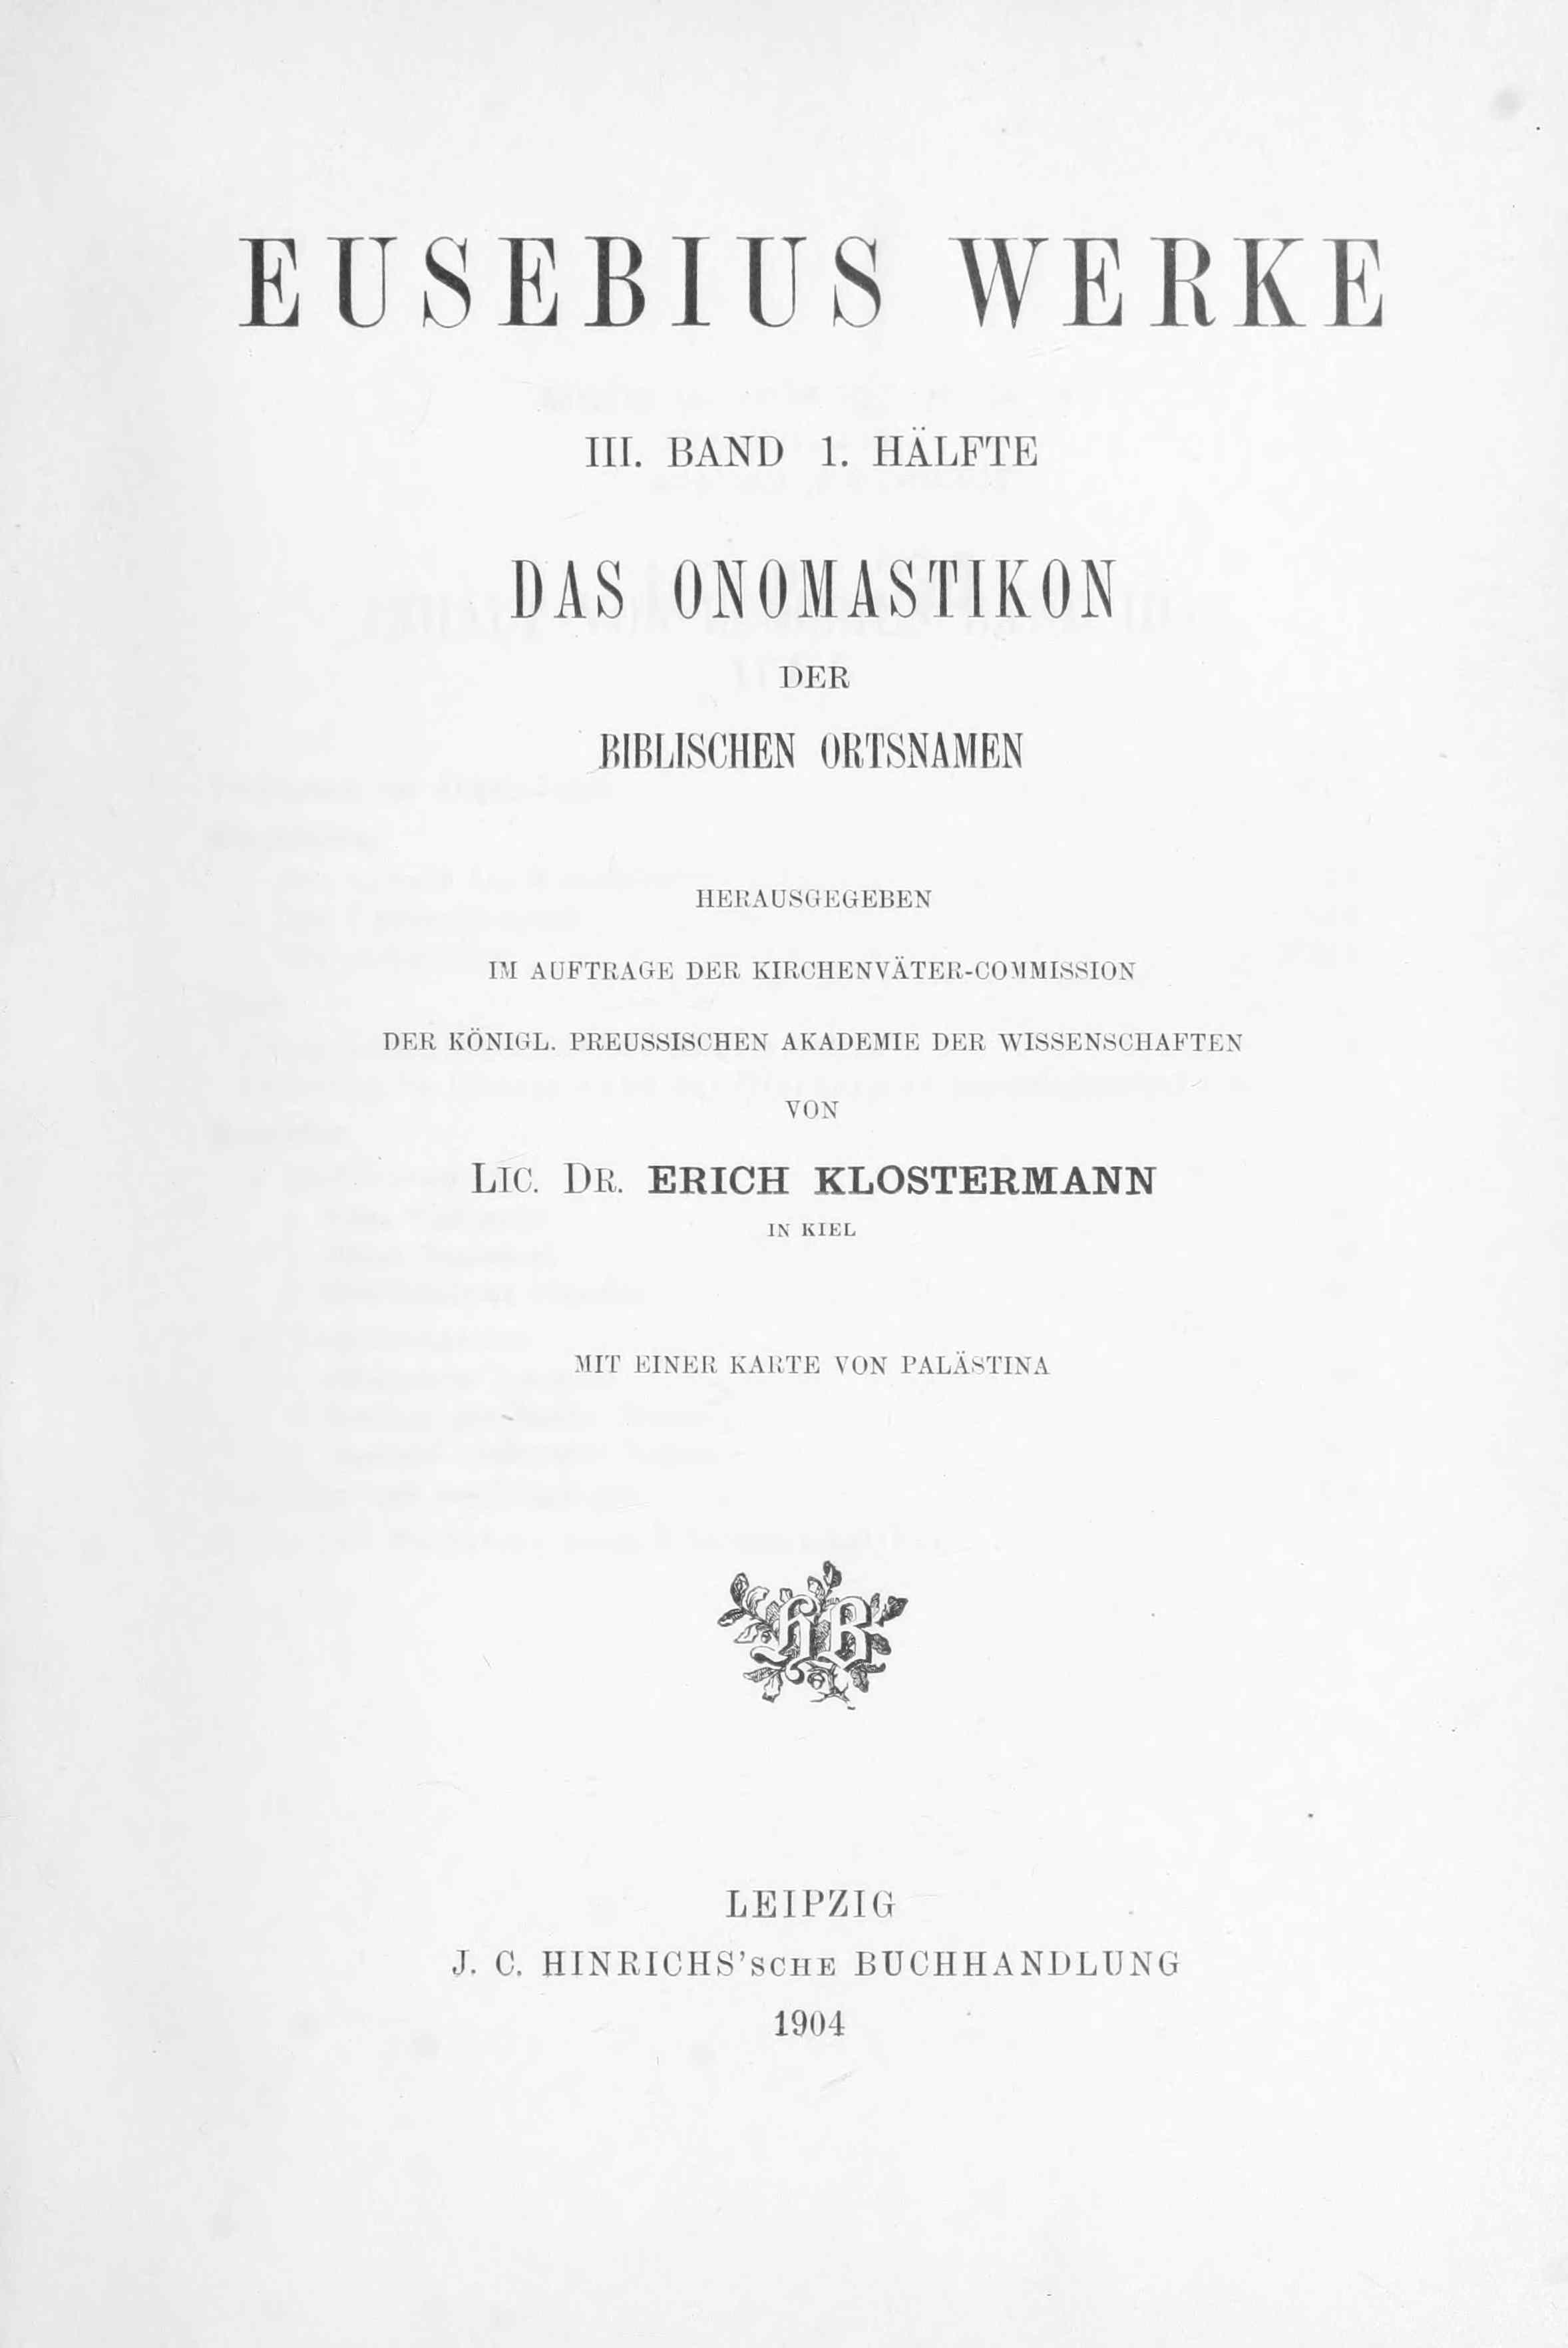 EUSEBIUS WERKE
III. BAND 1. HÄLFTE
DAS ONOMASTIKON
DER
BIBLISCHEN ORTSNAMEN
HERAUSGEGEBEN
IM AUFTRAGE DER KIRCHENVÄTER-COMMISSION
DER KÖNIGL. PREUSSISCHEN AKADEMIE DER WISSENSCHAFTEN
VON
LIC. DR. ERICH KLOSTERMANN
IN KIEL
MIT EINER KARTE VON PALÄSTINA
HB
LEIPZIG
J. C. HINRICHS'SCHE BUCHHANDLUNG
1904